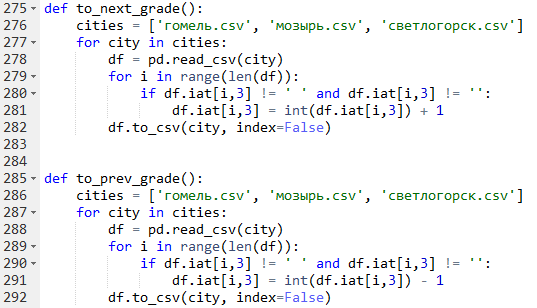 275 def to_next_grade():
276     cities = ['гомель.csv', 'мозырь.csv', 'светлогорск.csv']
277     for city in cities:
278         df = pd.read_csv(city)
279         for i in range(len(df)):
280             if df.iat[i,3] != ' ' and df.iat[i,3] != '':
281                 df.iat[i,3] = int(df.iat[i,3]) + 1
282         df.to_csv(city, index=False)
283
284
285 def to_prev_grade():
286     cities = ['гомель.csv', 'мозырь.csv', 'светлогорск.csv']
287     for city in cities:
288         df = pd.read_csv(city)
289         for i in range(len(df)):
290             if df.iat[i,3] != ' ' and df.iat[i,3] != '':
291                 df.iat[i,3] = int(df.iat[i,3]) - 1
292         df.to_csv(city, index=False)